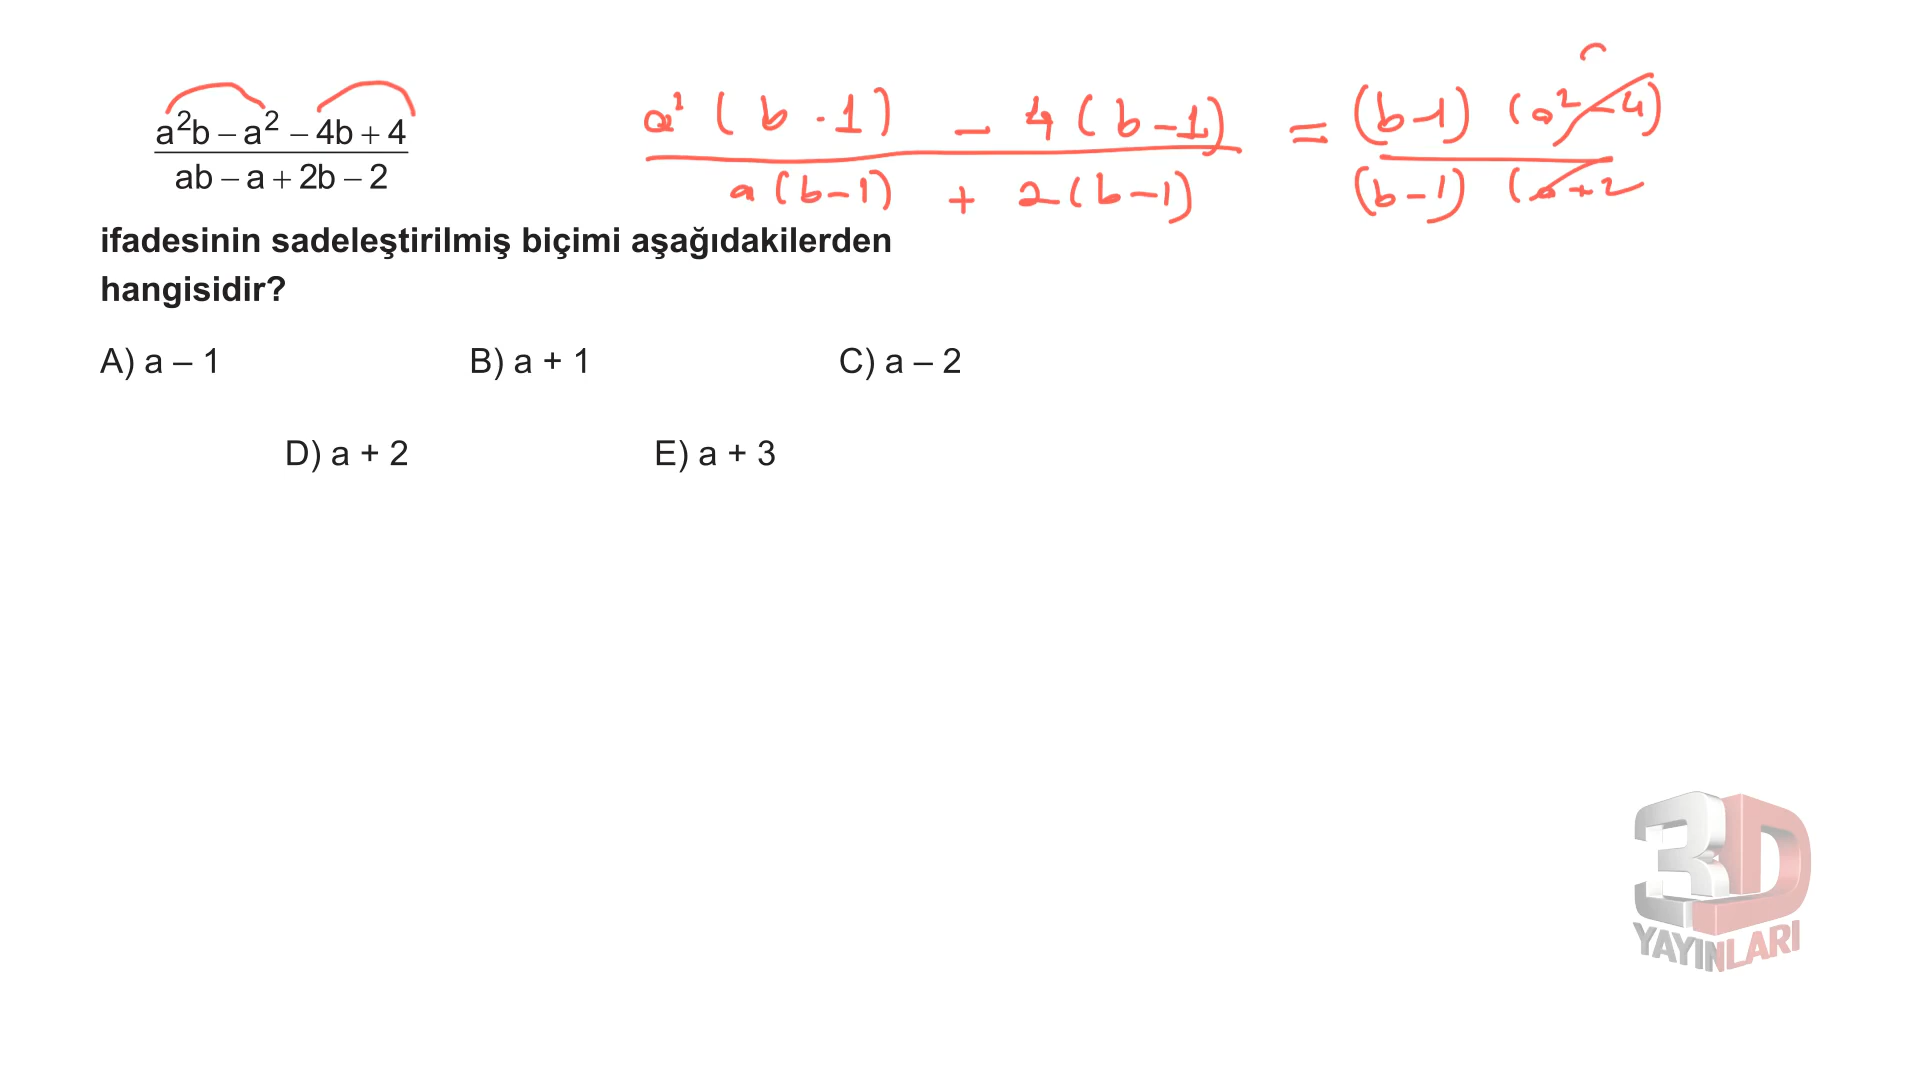 a²b – a² – 4b + 4
ab – a + 2b – 2
a² ( b - 1 ) – 4 ( b – 1 ) = (b-1) (a² – 4)
a (b – 1) + 2 (b – 1) (b – 1) (a + 2
ifadesinin sadeleştirilmiş biçimi aşağıdakilerden
hangisidir?
A) a – 1 B) a + 1 C) a – 2
D) a + 2 E) a + 3
3D
YAYINLARI